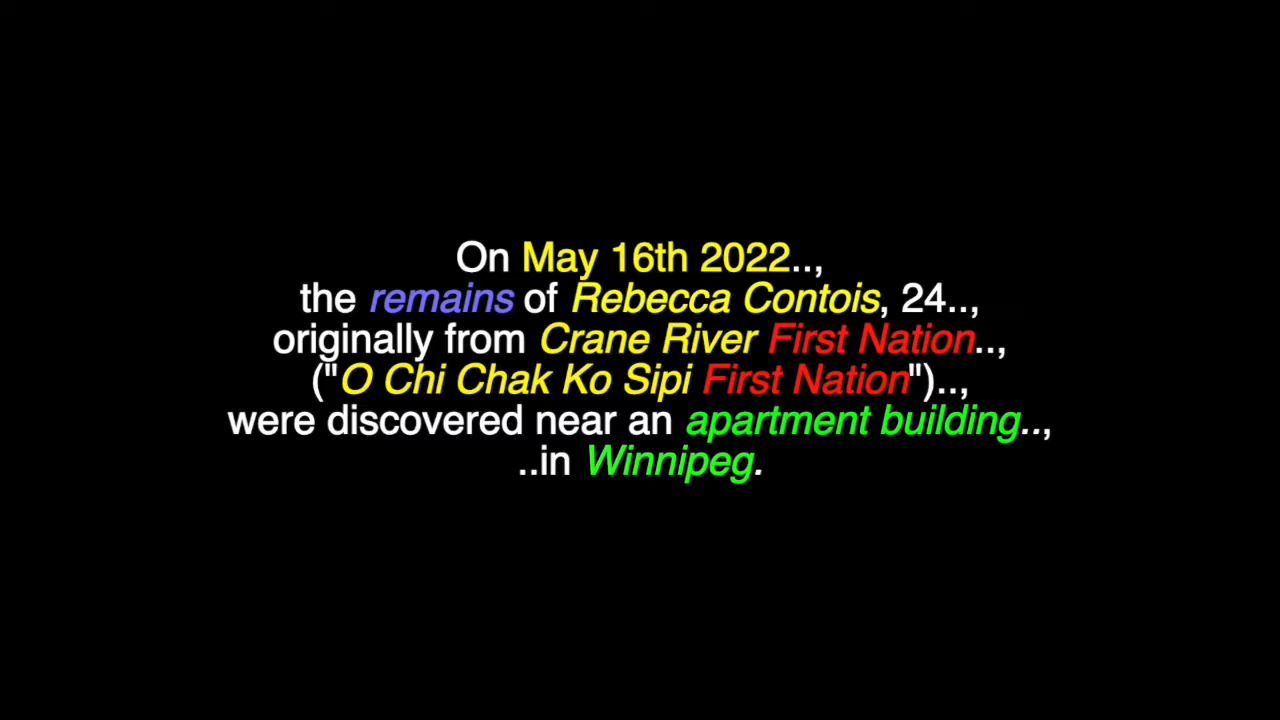 On May 16th 2022..,
the remains of Rebecca Contois, 24..,
originally from Crane River First Nation..,
("O Chi Chak Ko Sipi First Nation")..,
were discovered near an apartment building..,
..in Winnipeg.